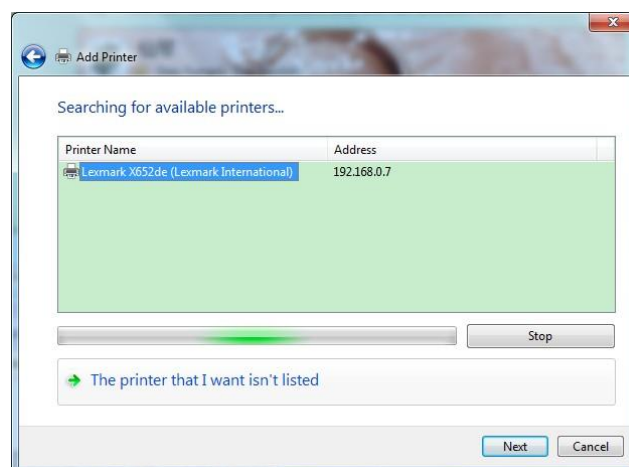 Add Printer
Searching for available printers...
Printer Name Address
Lexmark X652de (Lexmark International) 192.168.0.7
Stop
The printer that I want isn't listed
Next Cancel